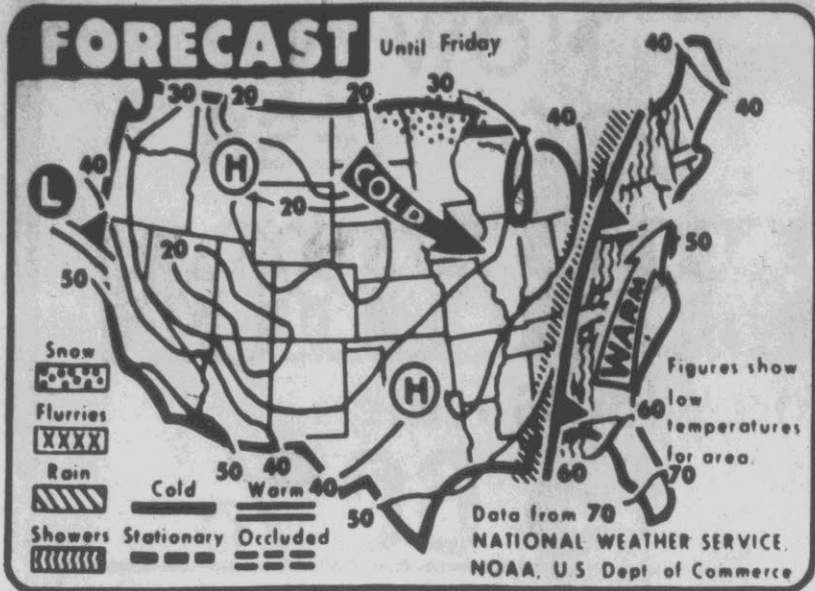 FORECAST Until Friday
40
30 20 20 30 40 40
L 40 H COLD
20
50 20 50
WARM
Snow
H
Figures show
Flurries
low
XXXX
60
temperatures
Rain
for area.
50 40 40 60 70
Cold Warm
50
Data from 70
Showers Stationary Occluded
NATIONAL WEATHER SERVICE,
NOAA, U.S. Dept of Commerce